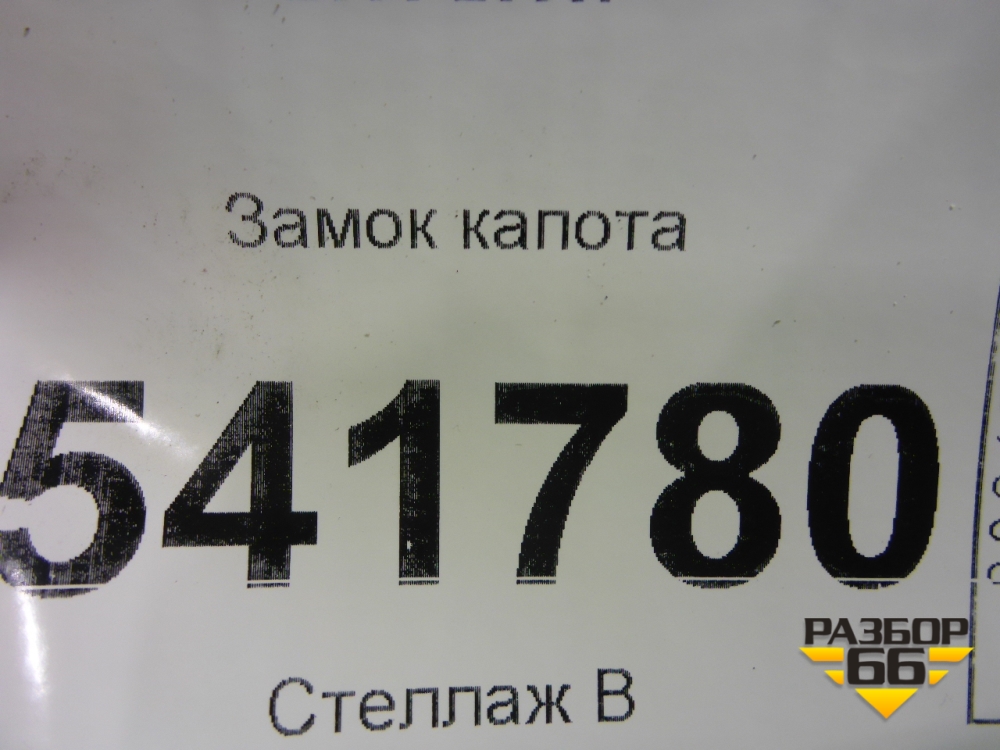 Замок капота
541780
Стеллаж В
РАЗБОР
66